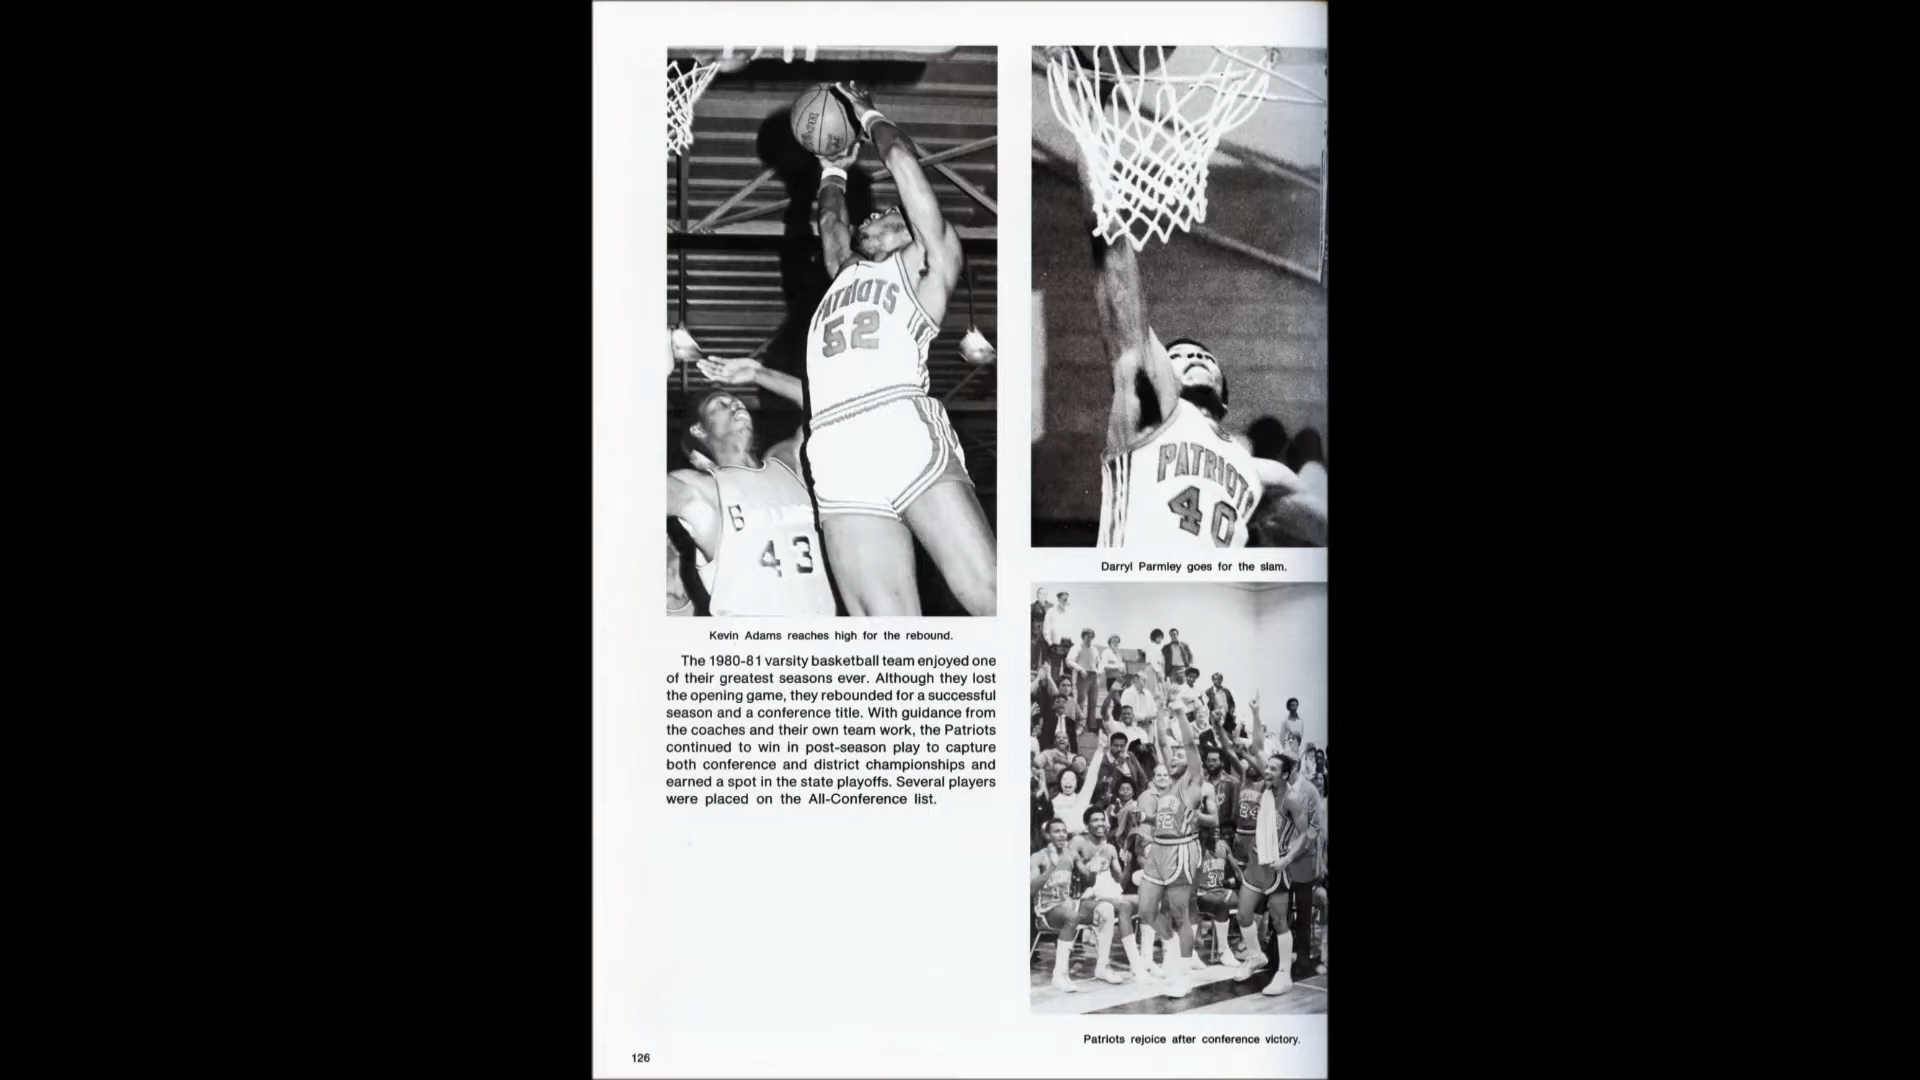 PATRIOTS
52
43
Kevin Adams reaches high for the rebound.
The 1980-81 varsity basketball team enjoyed one
of their greatest seasons ever. Although they lost
the opening game, they rebounded for a successful
season and a conference title. With guidance from
the coaches and their own team work, the Patriots
continued to win in post-season play to capture
both conference and district championships and
earned a spot in the state playoffs. Several players
were placed on the All-Conference list.
PATRIOTS
40
Darryl Parmley goes for the slam.
52
24
Patriots rejoice after conference victory.
126